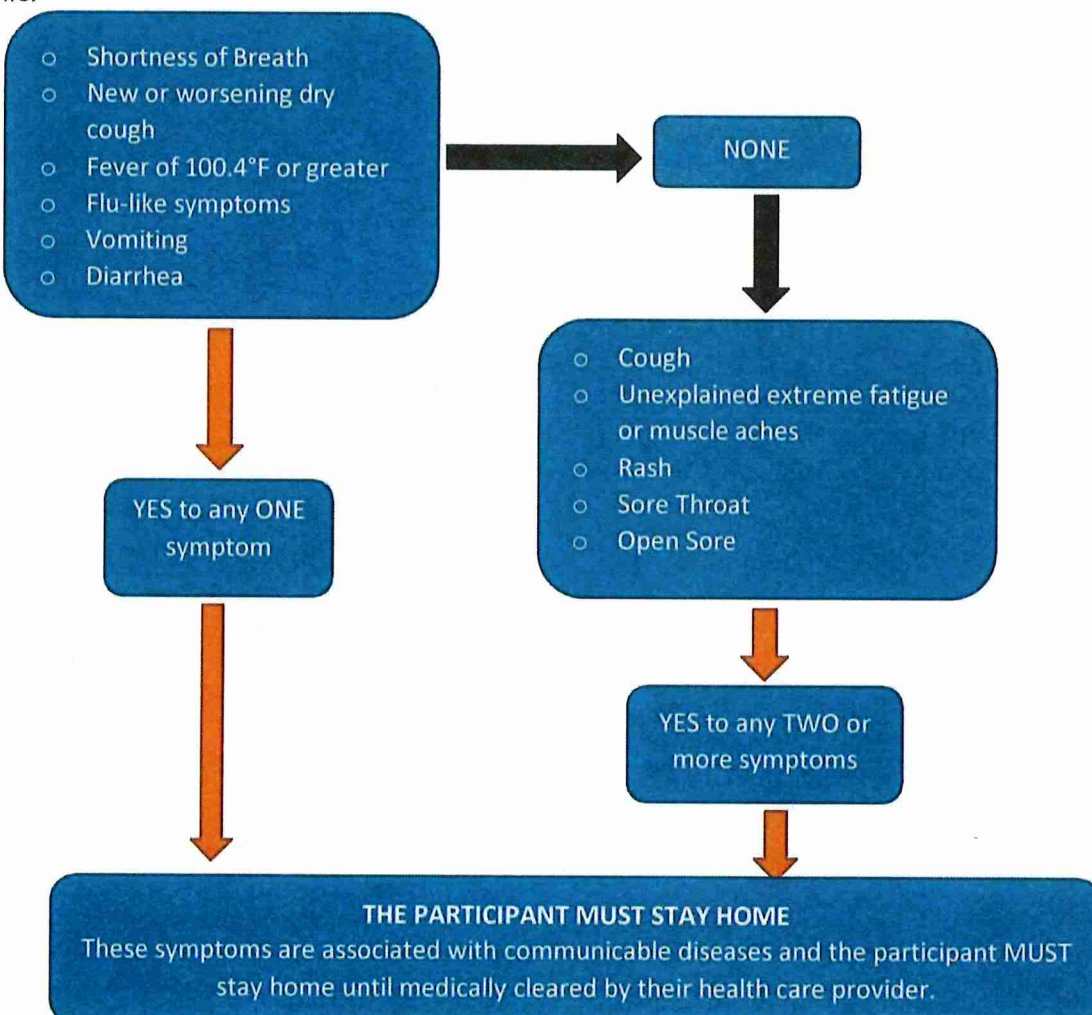 ○ Shortness of Breath
○ New or worsening dry
cough
○ Fever of 100.4°F or greater
○ Flu-like symptoms
○ Vomiting
○ Diarrhea
NONE
○ Cough
○ Unexplained extreme fatigue
or muscle aches
○ Rash
○ Sore Throat
○ Open Sore
YES to any ONE
symptom
YES to any TWO or
more symptoms
THE PARTICIPANT MUST STAY HOME
These symptoms are associated with communicable diseases and the participant MUST
stay home until medically cleared by their health care provider.